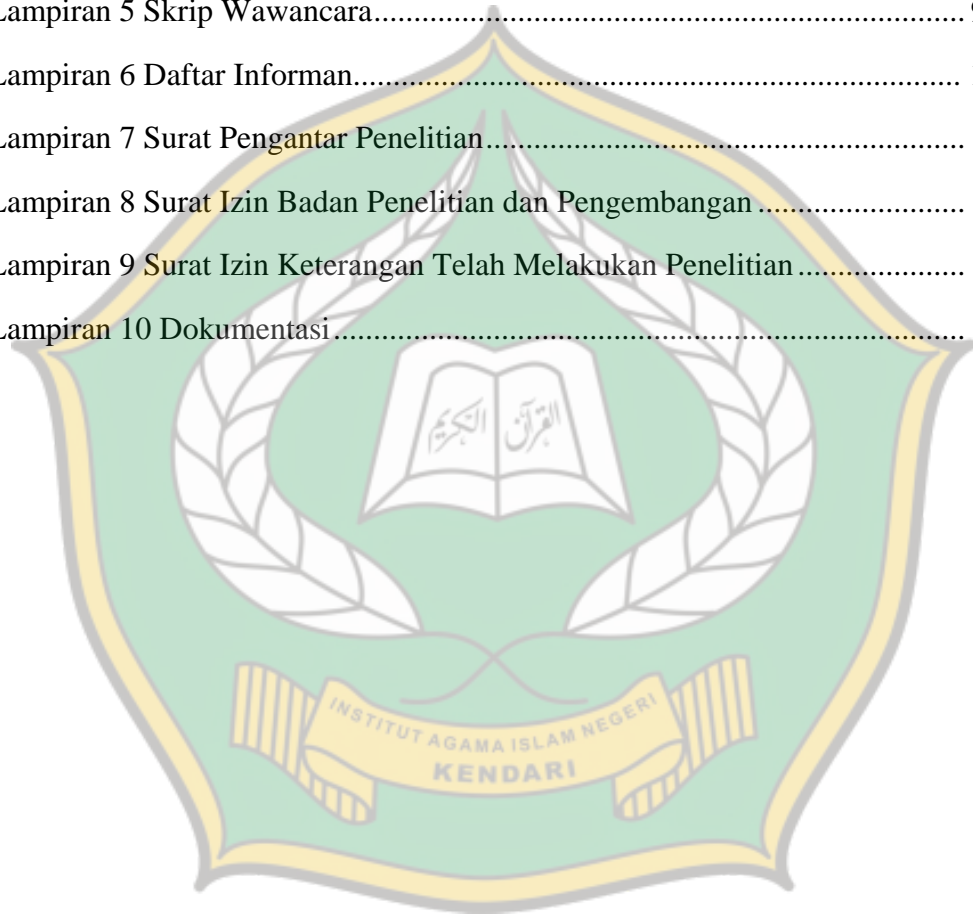 Lampiran 5 Skrip Wawancara.......................................................................... 9
Lampiran 6 Daftar Informan............................................................................
Lampiran 7 Surat Pengantar Penelitian............................................................
Lampiran 8 Surat Izin Badan Penelitian dan Pengembangan..........................
Lampiran 9 Surat Izin Keterangan Telah Melakukan Penelitian.....................
Lampiran 10 Dokumentasi...............................................................................
القرآن الكريم
INSTITUT AGAMA ISLAM NEGERI
KENDARI